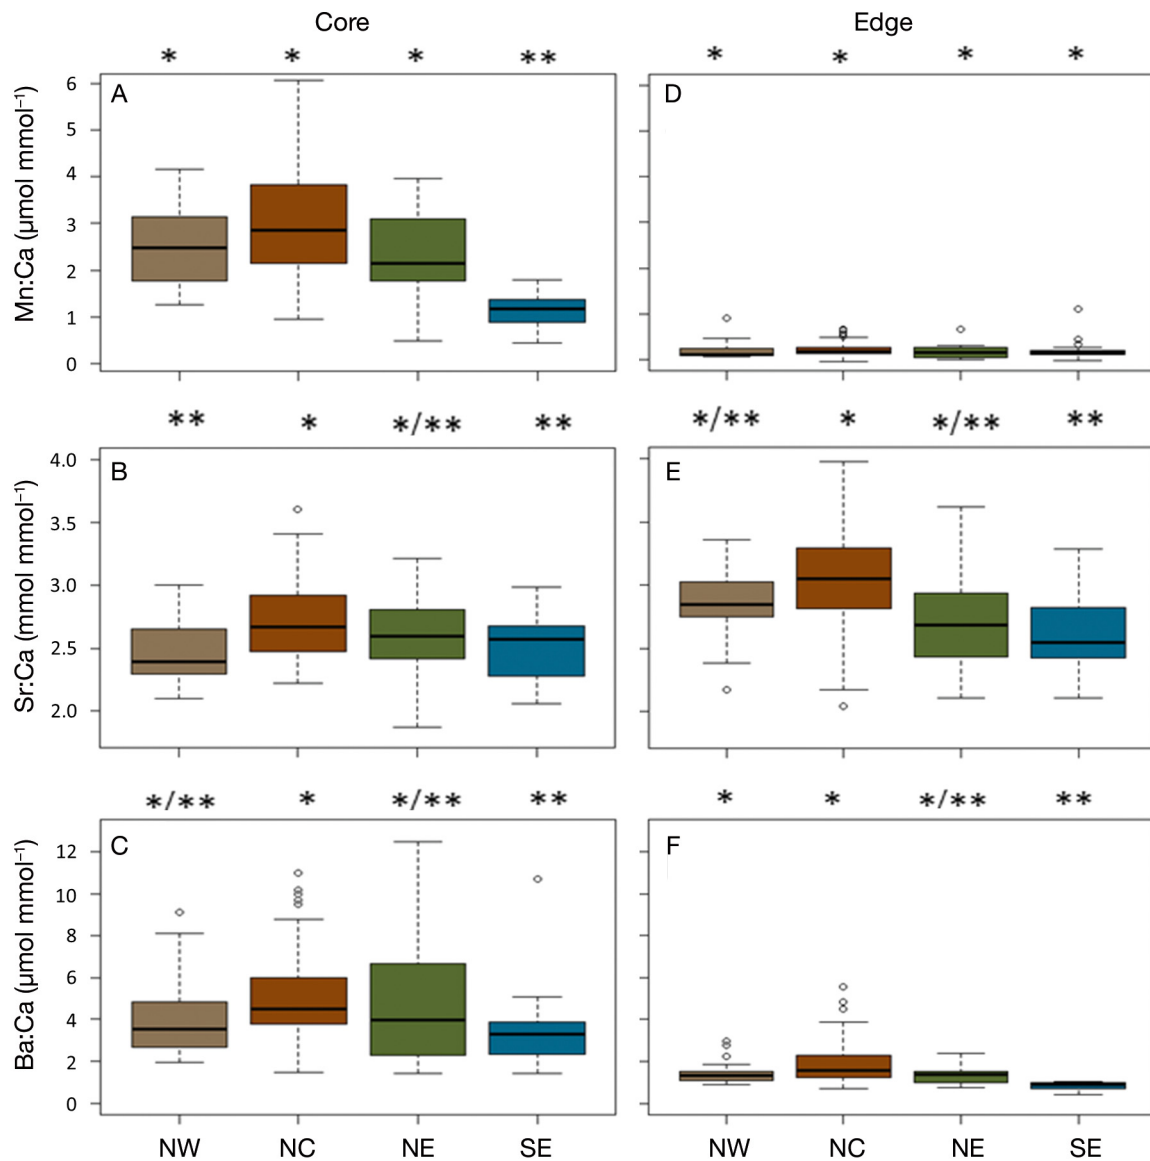 Core Edge
* * * ** * * * *
Mn:Ca (µmol mmol⁻¹)
A
D
6
5
4
3
2
1
0
** * */** ** */** * */** **
Sr:Ca (mmol mmol⁻¹)
B
E
4.0
3.5
3.0
2.5
2.0
*/** * */** ** * * */** **
Ba:Ca (µmol mmol⁻¹)
C
F
12
10
8
6
4
2
0
NW NC NE SE NW NC NE SE